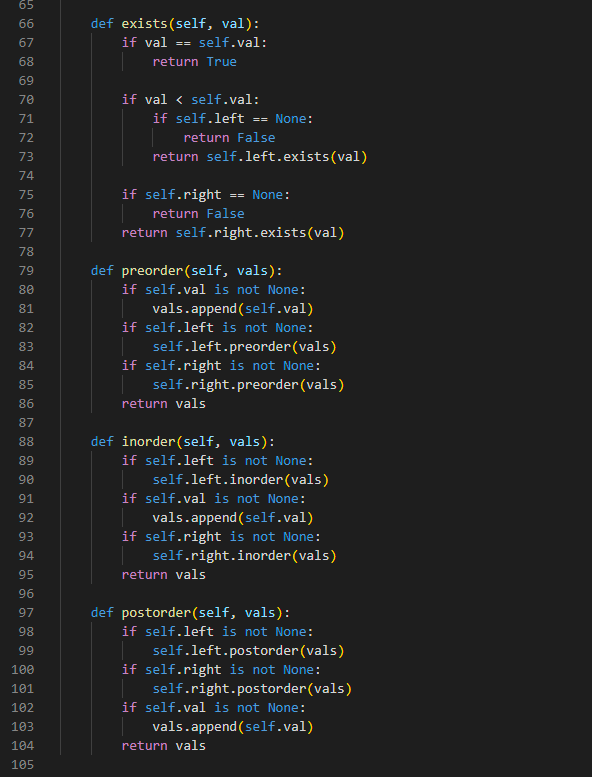 65
66     def exists(self, val):
67         if val == self.val:
68             return True
69
70         if val < self.val:
71             if self.left == None:
72                 return False
73             return self.left.exists(val)
74
75         if self.right == None:
76             return False
77         return self.right.exists(val)
78
79     def preorder(self, vals):
80         if self.val is not None:
81             vals.append(self.val)
82         if self.left is not None:
83             self.left.preorder(vals)
84         if self.right is not None:
85             self.right.preorder(vals)
86         return vals
87
88     def inorder(self, vals):
89         if self.left is not None:
90             self.left.inorder(vals)
91         if self.val is not None:
92             vals.append(self.val)
93         if self.right is not None:
94             self.right.inorder(vals)
95         return vals
96
97     def postorder(self, vals):
98         if self.left is not None:
99             self.left.postorder(vals)
100         if self.right is not None:
101             self.right.postorder(vals)
102         if self.val is not None:
103             vals.append(self.val)
104         return vals
105